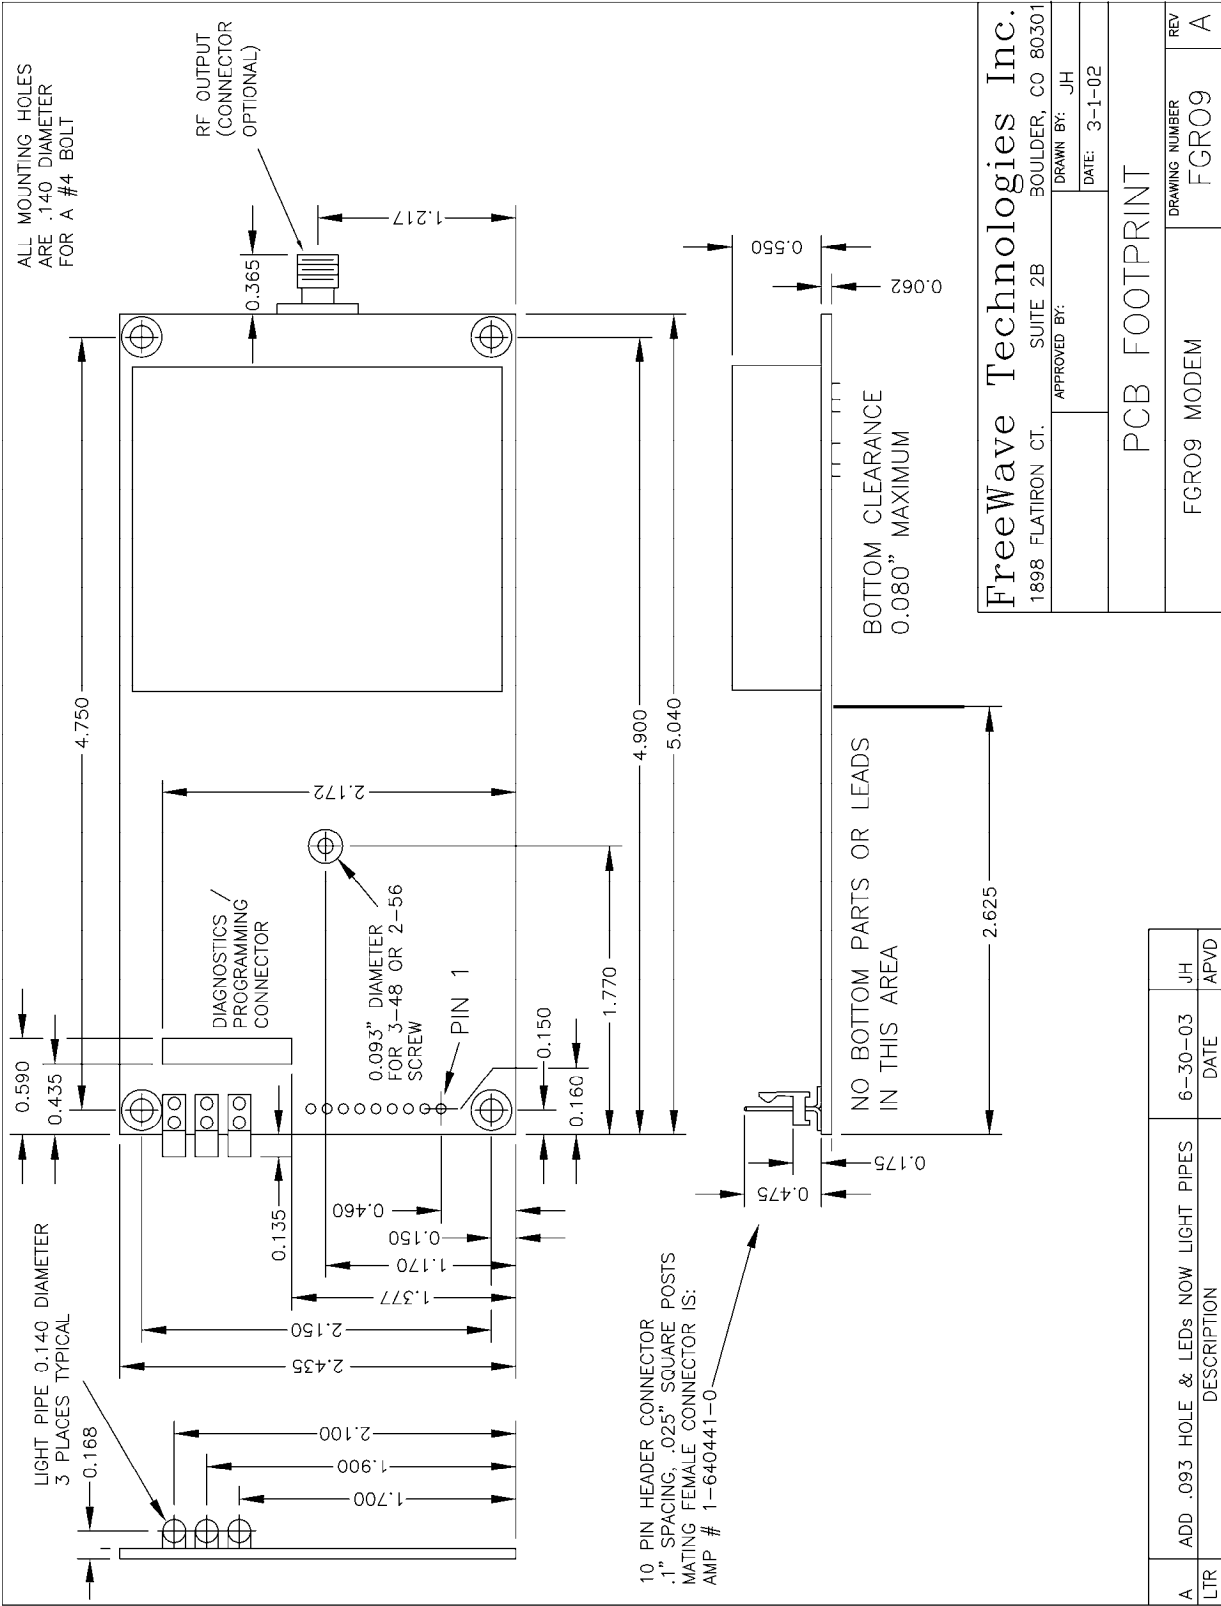 ALL MOUNTING HOLES
ARE .140 DIAMETER
FOR A #4 BOLT
RF OUTPUT
(CONNECTOR
OPTIONAL)
LIGHT PIPE 0.140 DIAMETER
3 PLACES TYPICAL
0.168
2.100
1.900
1.700
0.590
0.435
4.750
0.365
1.217
2.172
DIAGNOSTICS /
PROGRAMMING
CONNECTOR
0.093" DIAMETER
FOR 3-48 OR 2-56
SCREW
PIN 1
0.135
0.460
0.150
1.170
1.377
2.150
2.435
0.150
0.160
1.770
4.900
5.040
10 PIN HEADER CONNECTOR
.1" SPACING, .025" SQUARE POSTS
MATING FEMALE CONNECTOR IS:
AMP # 1-640441-0
0.475
0.175
0.550
0.062
NO BOTTOM PARTS OR LEADS
IN THIS AREA
2.625
BOTTOM CLEARANCE
0.080" MAXIMUM
A ADD .093 HOLE & LEDs NOW LIGHT PIPES 6-30-03 JH
LTR DESCRIPTION DATE APVD
FreeWave Technologies Inc.
1898 FLATIRON CT. SUITE 2B BOULDER, CO 80301
APPROVED BY:
DRAWN BY: JH
DATE: 3-1-02
PCB FOOTPRINT
FGRO9 MODEM
DRAWING NUMBER
FGRO9
REV
A